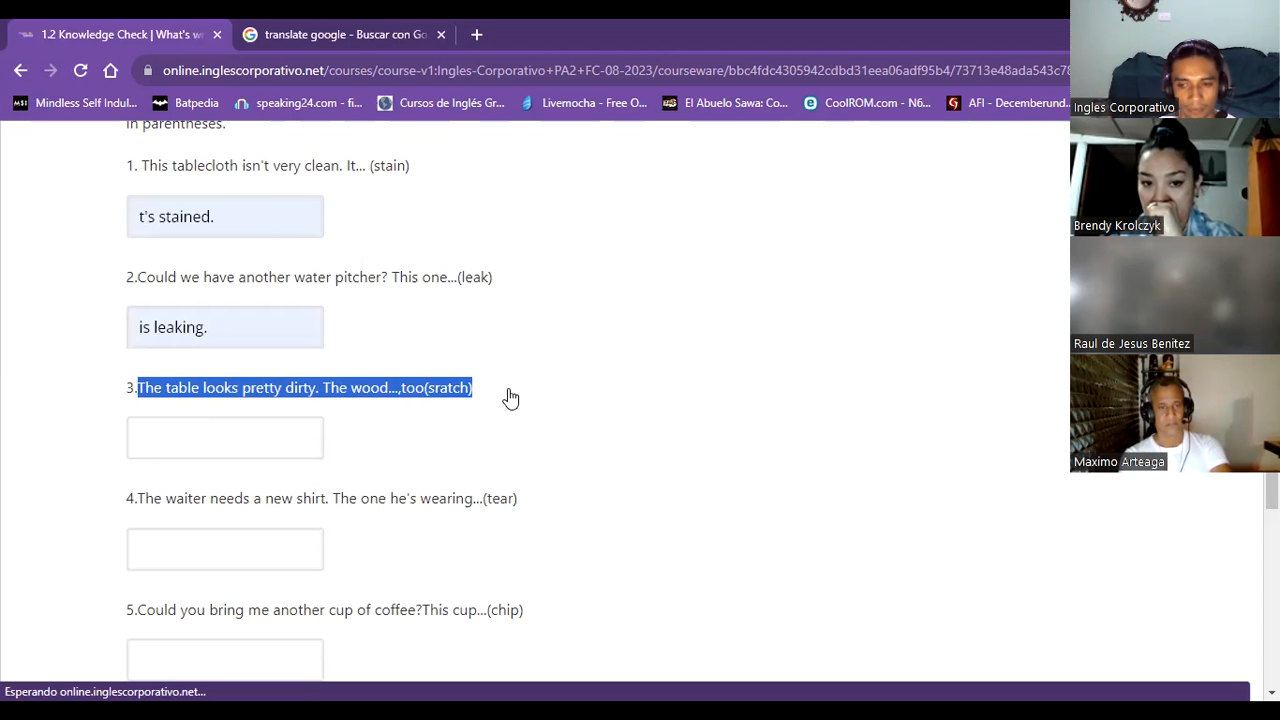 1.2 Knowledge Check | What's w
translate google - Buscar con Go
online.inglescorporativo.net/courses/course-v1:Ingles-Corporativo+PA2+FC-08-2023/courseware/bbc4fdc4305942cdbd31eea06adf95b4/73713e48ada543c78
Mindless Self Indul...
Batpedia
speaking24.com - fi...
Cursos de Inglés Gr...
Livemocha - Free O...
El Abuelo Sawa: Co...
CoolROM.com - N6...
AFI - Decemberund...
in parentheses.
1. This tablecloth isn't very clean. It... (stain)
t's stained.
2.Could we have another water pitcher? This one...(leak)
is leaking.
3.The table looks pretty dirty. The wood...,too(sratch)
4.The waiter needs a new shirt. The one he's wearing...(tear)
5.Could you bring me another cup of coffee?This cup...(chip)
Esperando online.inglescorporativo.net...
Ingles Corporativo
Brendy Krolczyk
Raul de Jesus Benitez
Maximo Arteaga